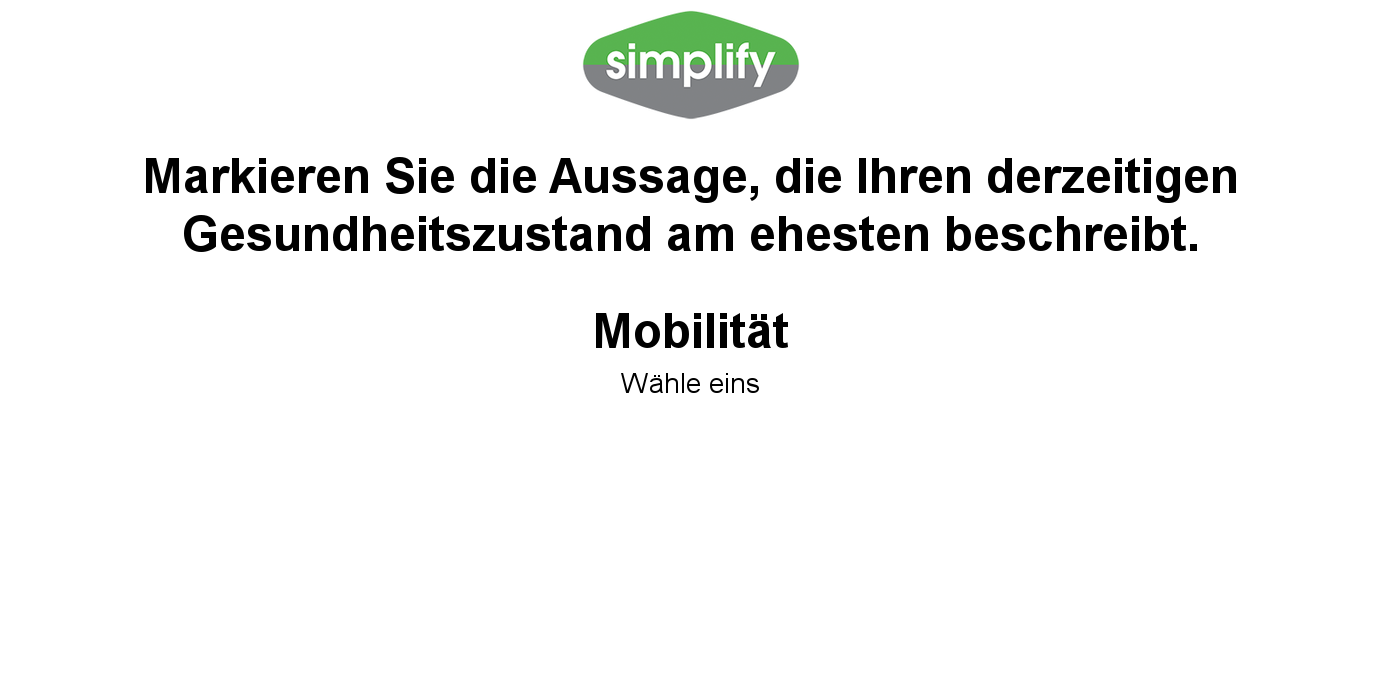 simplify
Markieren Sie die Aussage, die Ihren derzeitigen
Gesundheitszustand am ehesten beschreibt.
Mobilität
Wähle eins